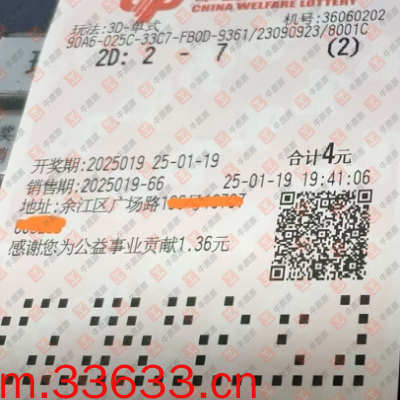 CHINA WELFARE LOTTERY
玩法:3D-单式 机号:36060202
90A6-025C-33C7-FB0D-9361/23090923/8001C
2D: 2 - 7 (2)
开奖期:2025019 25-01-19 合计4元
销售期:2025019-66 25-01-19 19:41:06
地址:余江区广场路1
感谢您为公益事业贡献1.36元
m.33633.cn